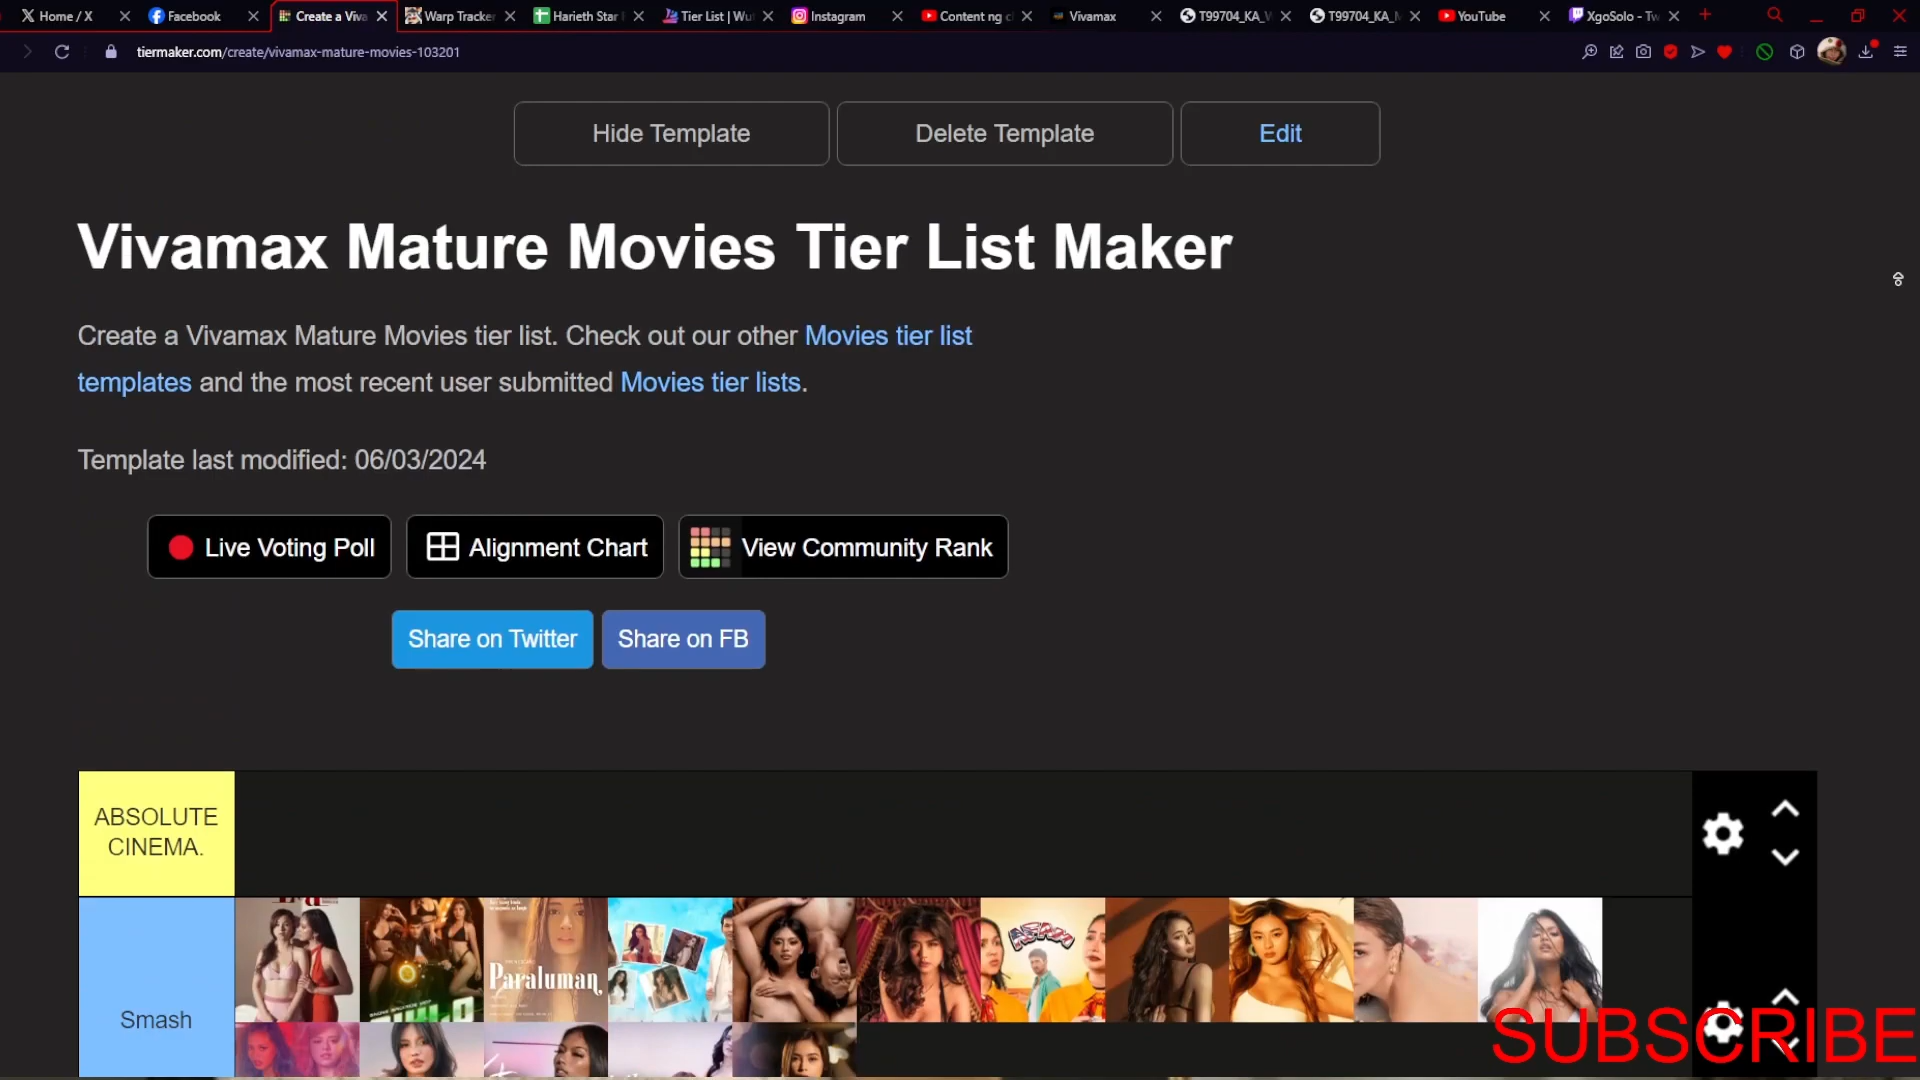 Home / X
Facebook
Create a Viva
Warp Tracker
Harieth Star
Tier List | Wu
Instagram
Content ng c
Vivamax
T99704_KA_
T99704_KA_
YouTube
XgoSolo - Tw
tiermaker.com/create/vivamax-mature-movies-103201
Hide Template
Delete Template
Edit
Vivamax Mature Movies Tier List Maker
Create a Vivamax Mature Movies tier list. Check out our other Movies tier list
templates and the most recent user submitted Movies tier lists.
Template last modified: 06/03/2024
Live Voting Poll
Alignment Chart
View Community Rank
Share on Twitter
Share on FB
ABSOLUTE
CINEMA.
Paraluman
Smash
SUBSCRIBE